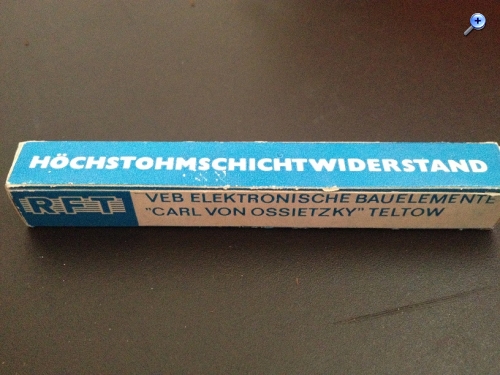 HÖCHSTOHMSCHICHTWIDERSTAND
RFT
VEB ELEKTRONISCHE BAUELEMENTE
"CARL VON OSSIETZKY" TELTOW